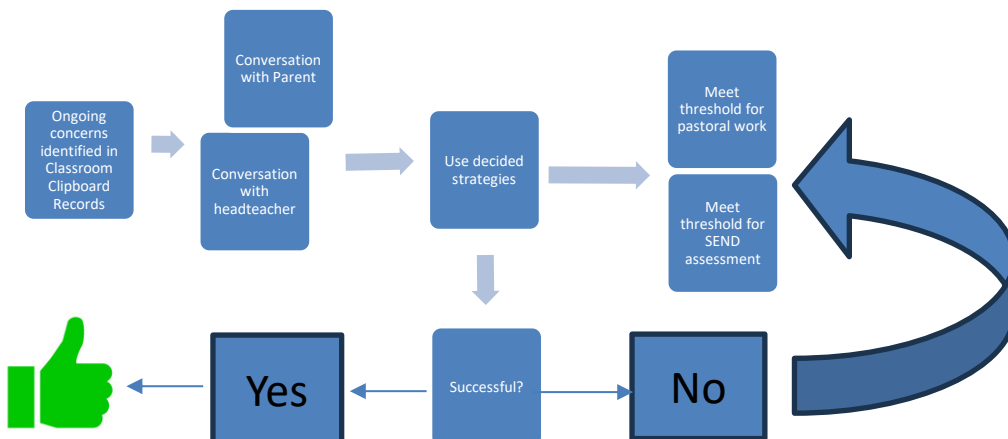 Conversation
with Parent
Ongoing
concerns
identified in
Classroom
Clipboard
Records
Conversation
with
headteacher
Use decided
strategies
Meet
threshold for
pastoral work
Meet
threshold for
SEND
assessment
Successful?
Yes
No